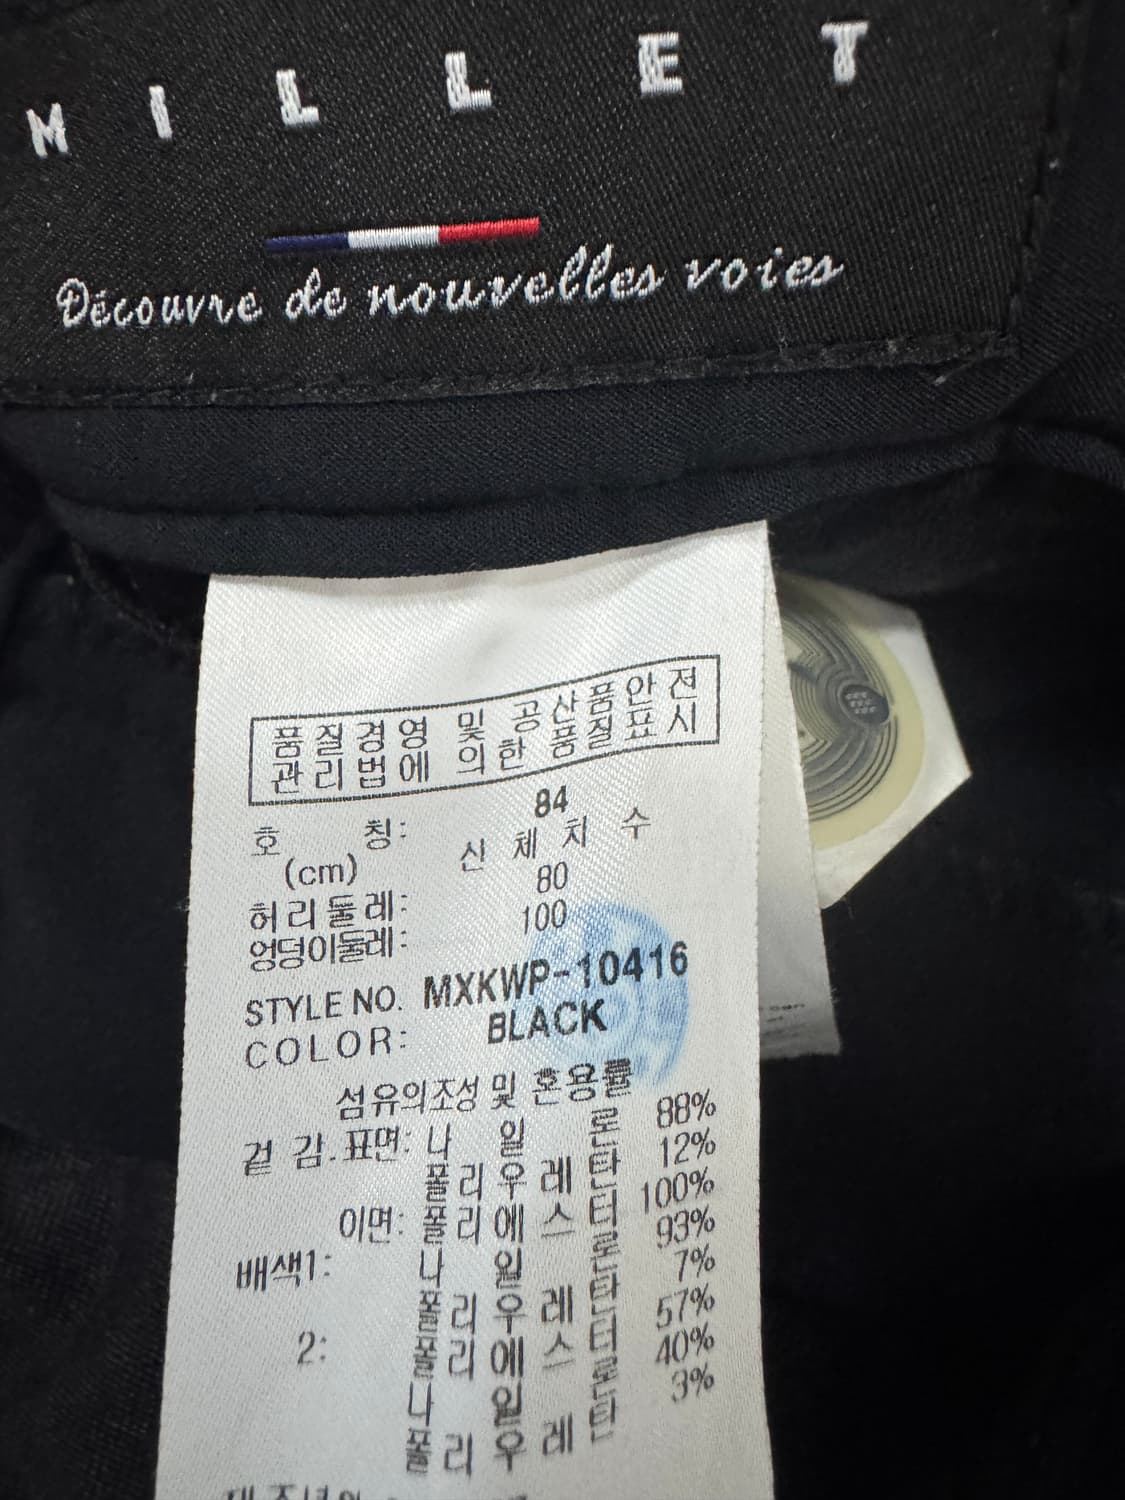 MILLET
Découvre de nouvelles voies
품질경영 및 공산품안전
관리법에 의한 품질표시
호 칭: 84
(cm) 신 체 치 수
허리둘레: 80
엉덩이둘레: 100
STYLE NO. MXKWP-10416
COLOR: BLACK
섬유의조성 및 혼용률
겉 감.표면: 나 일 론 88%
폴 리 우 레 탄 12%
이면: 폴 리 에 스 터 100%
배색1: 나 일 론 93%
폴 리 우 레 탄 7%
2: 폴 리 에 스 터 57%
나 일 론 40%
폴 리 우 레 탄 3%